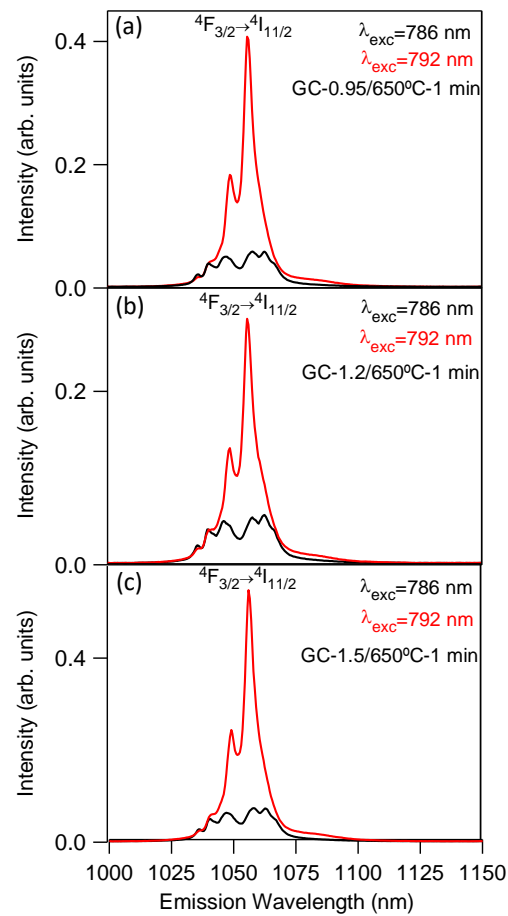 (a)
⁴F₃/₂→⁴I₁₁/₂
λexc=786 nm
λexc=792 nm
GC-0.95/650ºC-1 min
Intensity (arb. units)
0.4
0.2
0.0
(b)
⁴F₃/₂→⁴I₁₁/₂
λexc=786 nm
λexc=792 nm
GC-1.2/650ºC-1 min
Intensity (arb. units)
0.2
0.0
(c)
⁴F₃/₂→⁴I₁₁/₂
λexc=786 nm
λexc=792 nm
GC-1.5/650ºC-1 min
Intensity (arb. units)
0.4
0.0
1000 1025 1050 1075 1100 1125 1150
Emission Wavelength (nm)